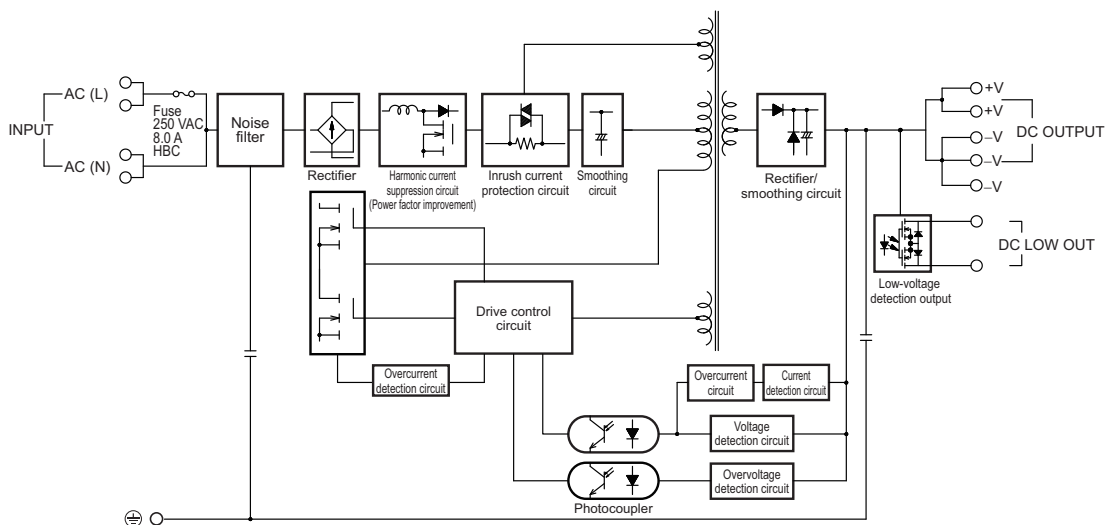 INPUT
AC (L)
AC (N)
Fuse
250 VAC
8.0 A
HBC
Noise
filter
Rectifier
Harmonic current
suppression circuit
(Power factor improvement)
Inrush current
protection circuit
Smoothing
circuit
Rectifier/
smoothing circuit
+V
+V
–V
–V
–V
DC OUTPUT
DC LOW OUT
Low-voltage
detection output
Drive control
circuit
Overcurrent
detection circuit
Overcurrent
circuit
Current
detection circuit
Voltage
detection circuit
Overvoltage
detection circuit
Photocoupler